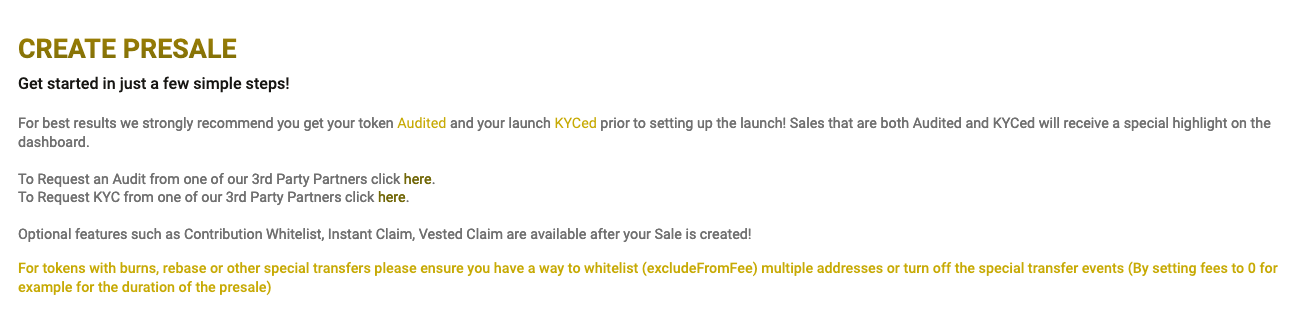 CREATE PRESALE
Get started in just a few simple steps!
For best results we strongly recommend you get your token Audited and your launch KYCed prior to setting up the launch! Sales that are both Audited and KYCed will receive a special highlight on the
dashboard.
To Request an Audit from one of our 3rd Party Partners click here.
To Request KYC from one of our 3rd Party Partners click here.
Optional features such as Contribution Whitelist, Instant Claim, Vested Claim are available after your Sale is created!
For tokens with burns, rebase or other special transfers please ensure you have a way to whitelist (excludeFromFee) multiple addresses or turn off the special transfer events (By setting fees to 0 for
example for the duration of the presale)